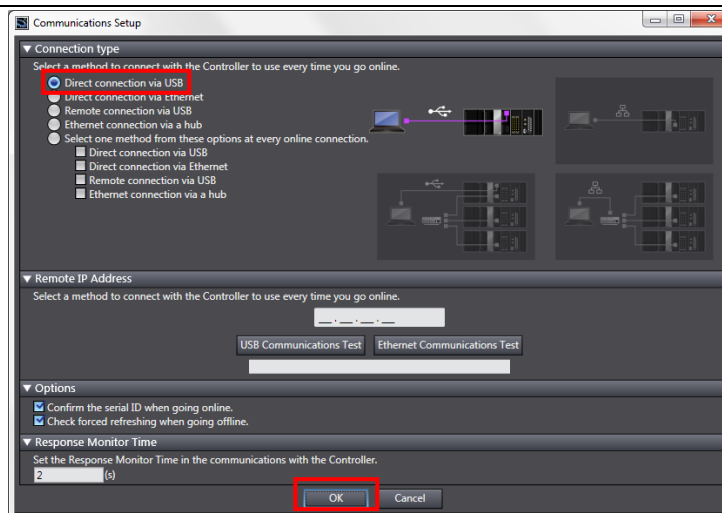 Communications Setup
▼ Connection type
Select a method to connect with the Controller to use every time you go online.
Direct connection via USB
Direct connection via Ethernet
Remote connection via USB
Ethernet connection via a hub
Select one method from these options at every online connection.
Direct connection via USB
Direct connection via Ethernet
Remote connection via USB
Ethernet connection via a hub
▼ Remote IP Address
Select a method to connect with the Controller to use every time you go online.
__.__.__.__
USB Communications Test Ethernet Communications Test
▼ Options
Confirm the serial ID when going online.
Check forced refreshing when going offline.
▼ Response Monitor Time
Set the Response Monitor Time in the communications with the Controller.
2 (s)
OK Cancel